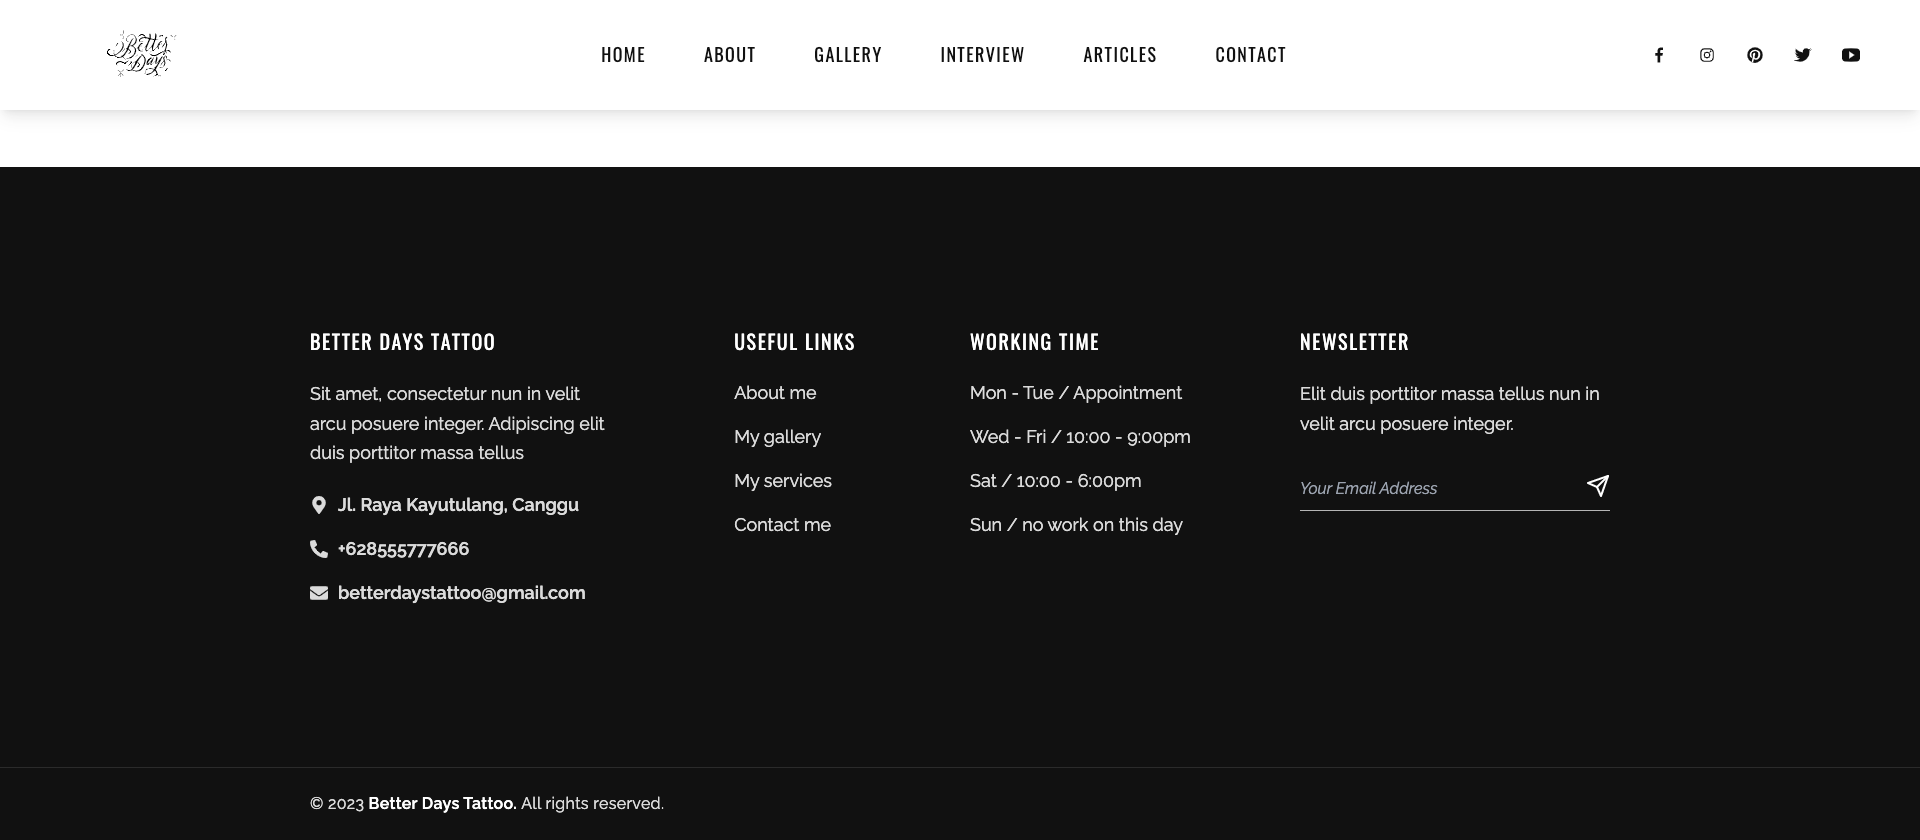 Better
Days
HOME
ABOUT
GALLERY
INTERVIEW
ARTICLES
CONTACT
BETTER DAYS TATTOO
Sit amet, consectetur nun in velit
arcu posuere integer. Adipiscing elit
duis porttitor massa tellus
Jl. Raya Kayutulang, Canggu
+628555777666
betterdaystattoo@gmail.com
USEFUL LINKS
About me
My gallery
My services
Contact me
WORKING TIME
Mon - Tue / Appointment
Wed - Fri / 10:00 - 9:00pm
Sat / 10:00 - 6:00pm
Sun / no work on this day
NEWSLETTER
Elit duis porttitor massa tellus nun in
velit arcu posuere integer.
Your Email Address
© 2023 Better Days Tattoo. All rights reserved.